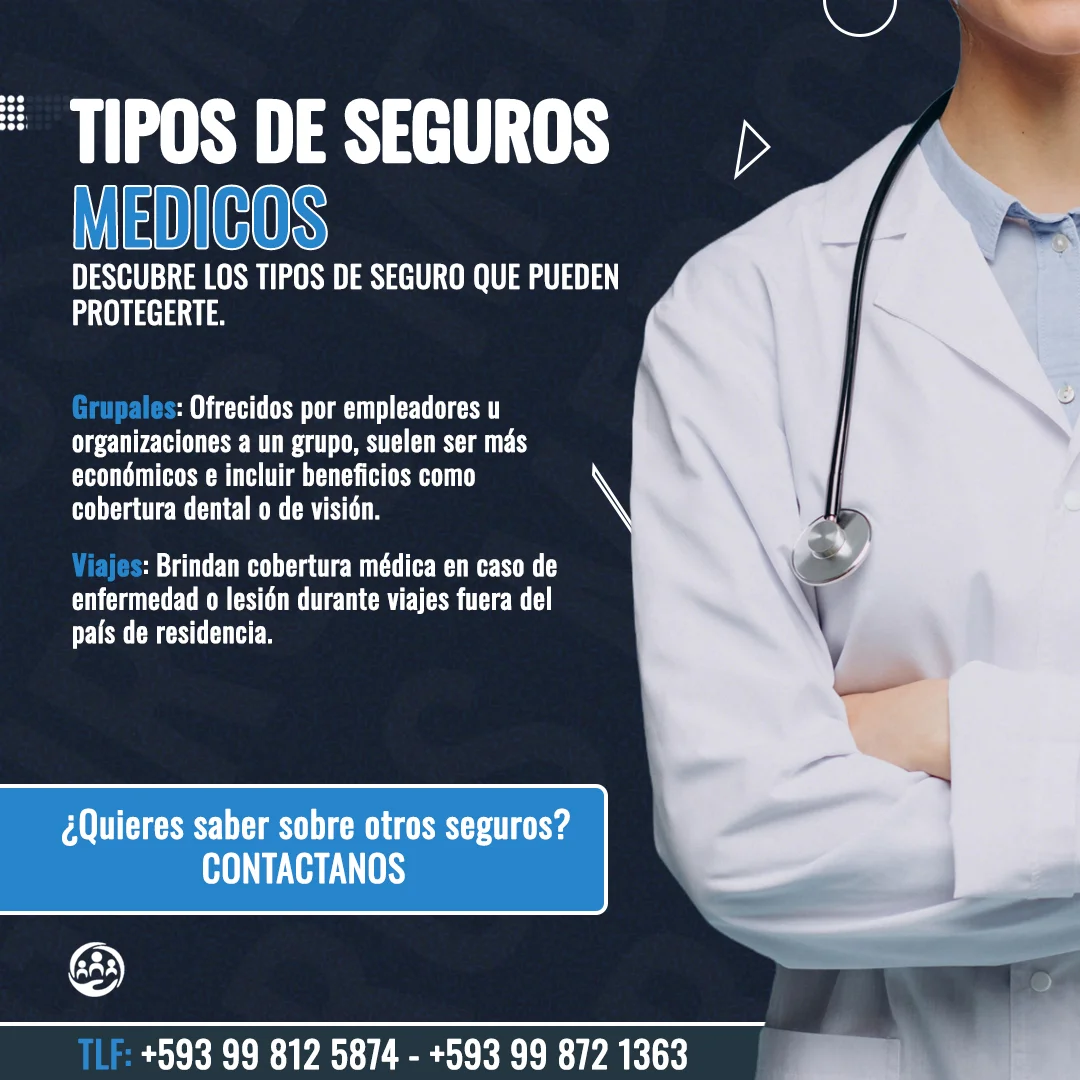 TIPOS DE SEGUROS
MEDICOS
DESCUBRE LOS TIPOS DE SEGURO QUE PUEDEN
PROTEGERTE.
Grupales: Ofrecidos por empleadores u
organizaciones a un grupo, suelen ser más
económicos e incluir beneficios como
cobertura dental o de visión.
Viajes: Brindan cobertura médica en caso de
enfermedad o lesión durante viajes fuera del
país de residencia.
¿Quieres saber sobre otros seguros?
CONTACTANOS
TLF: +593 99 812 5874 - +593 99 872 1363